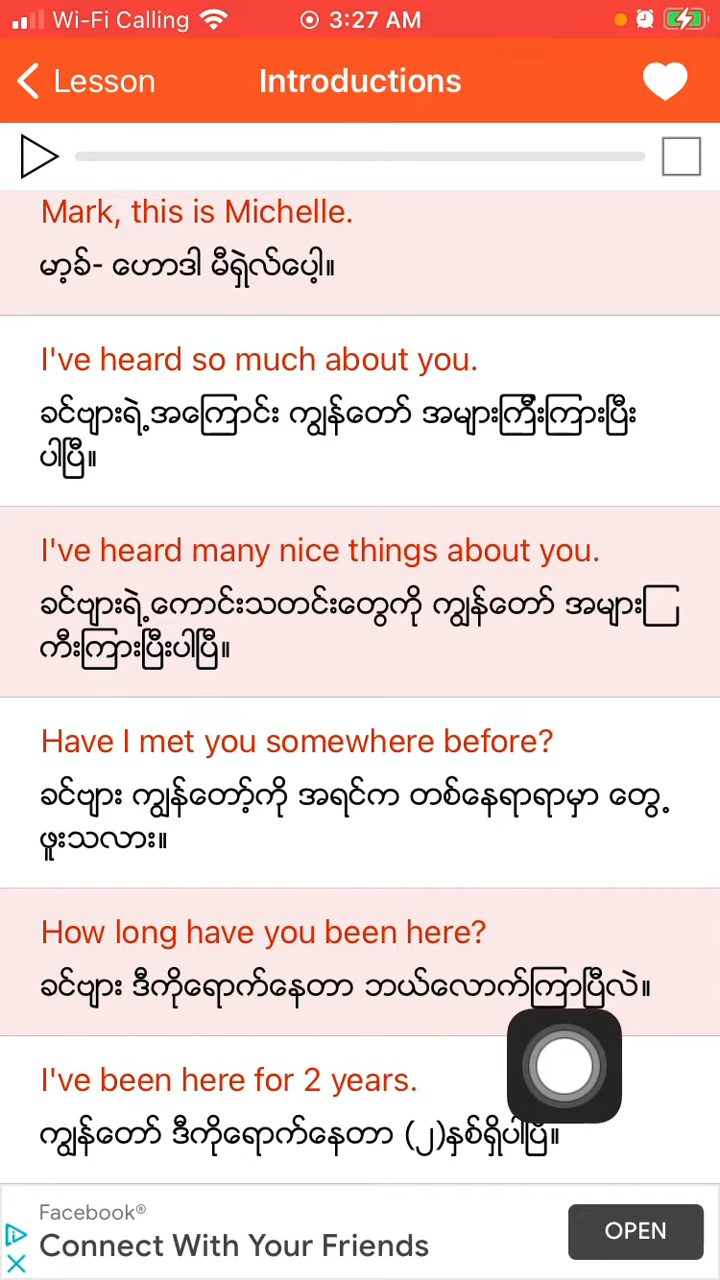 Wi-Fi Calling 3:27 AM
Lesson Introductions
Mark, this is Michelle.
မာ့ခ်- ဟောဒါ မီရှဲလ်ပေါ့။
I've heard so much about you.
ခင်ဗျားရဲ့အကြောင်း ကျွန်တော် အများကြီးကြားပြီး
ပါပြီ။
I've heard many nice things about you.
ခင်ဗျားရဲ့ကောင်းသတင်းတွေကို ကျွန်တော် အများကြ
ကီးကြားပြီးပါပြီ။
Have I met you somewhere before?
ခင်ဗျား ကျွန်တော့်ကို အရင်က တစ်နေရာရာမှာ တွေ့
ဖူးသလား။
How long have you been here?
ခင်ဗျား ဒီကိုရောက်နေတာ ဘယ်လောက်ကြာပြီလဲ။
I've been here for 2 years.
ကျွန်တော် ဒီကိုရောက်နေတာ (၂)နှစ်ရှိပါပြီ။
Facebook®
Connect With Your Friends
OPEN